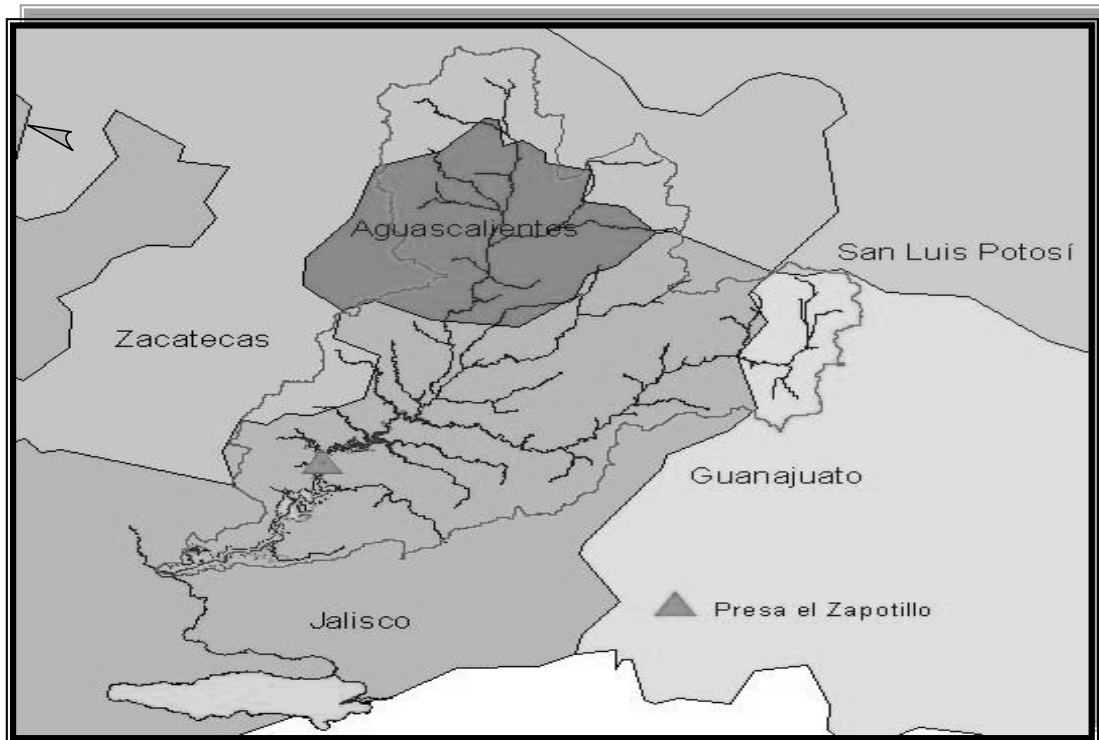 Aguascalientes
San Luis Potosí
Zacatecas
Guanajuato
Presa el Zapotillo
Jalisco